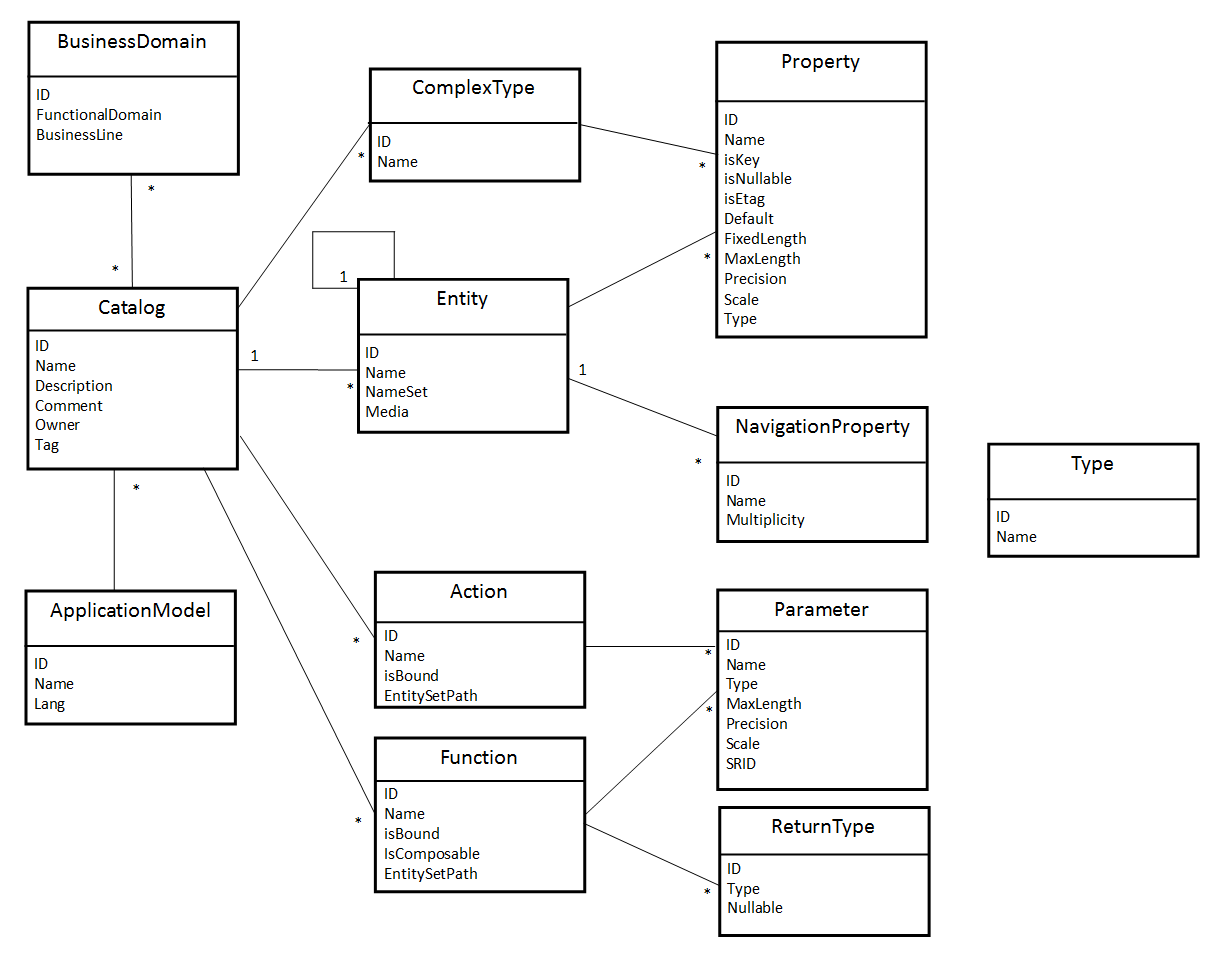 BusinessDomain
ID
FunctionalDomain
BusinessLine
*
*
Catalog
ID
Name
Description
Comment
Owner
Tag
*
ApplicationModel
ID
Name
Lang
ComplexType
ID
Name
*
1
Entity
ID
Name
NameSet
Media
1
*
1
Action
ID
Name
isBound
EntitySetPath
*
Function
ID
Name
isBound
IsComposable
EntitySetPath
*
Property
ID
Name
isKey
isNullable
isEtag
Default
FixedLength
MaxLength
Precision
Scale
Type
*
*
NavigationProperty
ID
Name
Multiplicity
*
Parameter
ID
Name
Type
MaxLength
Precision
Scale
SRID
*
*
ReturnType
ID
Type
Nullable
*
Type
ID
Name